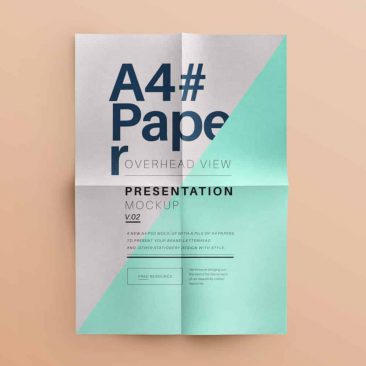 A4#
Pape
r
OVERHEAD VIEW
PRESENTATION
MOCKUP
V.02
A NEW A4 PSD MOCK-UP WITH A PILE OF A4 PAPERS
TO PRESENT YOUR BRAND LETTERHEAD
AND OTHER STATIONERY DESIGN WITH STYLE.
FREE RESOURCE